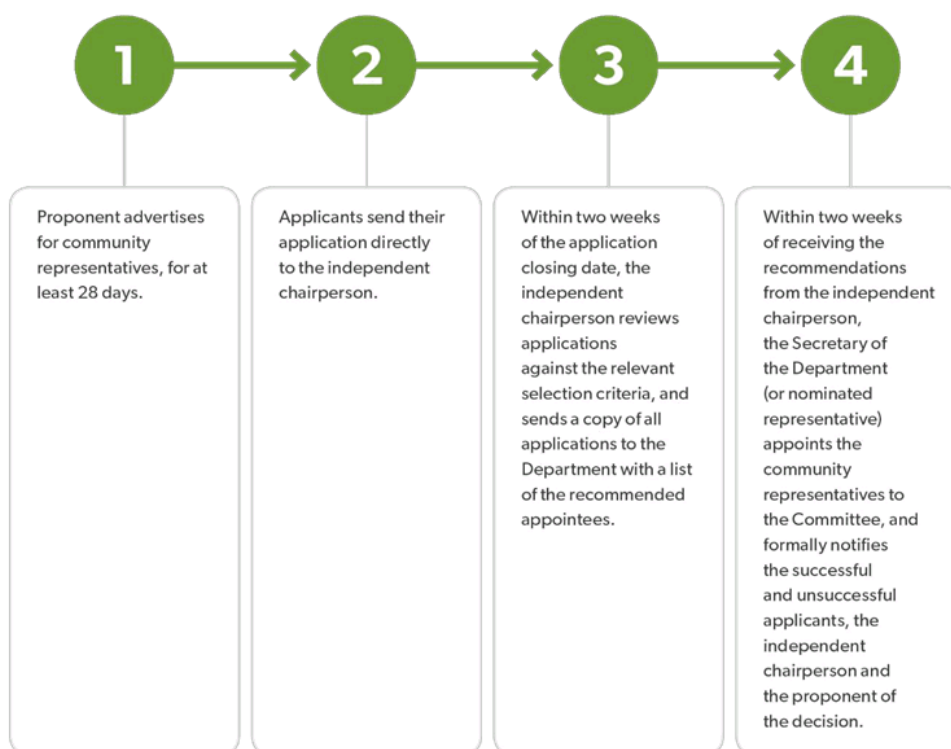 1
2
3
4
Proponent advertises
for community
representatives, for at
least 28 days.
Applicants send their
application directly
to the independent
chairperson.
Within two weeks
of the application
closing date, the
independent
chairperson reviews
applications
against the relevant
selection criteria, and
sends a copy of all
applications to the
Department with a list
of the recommended
appointees.
Within two weeks
of receiving the
recommendations
from the independent
chairperson,
the Secretary of
the Department
(or nominated
representative)
appoints the
community
representatives to
the Committee, and
formally notifies
the successful
and unsuccessful
applicants, the
independent
chairperson and
the proponent of
the decision.